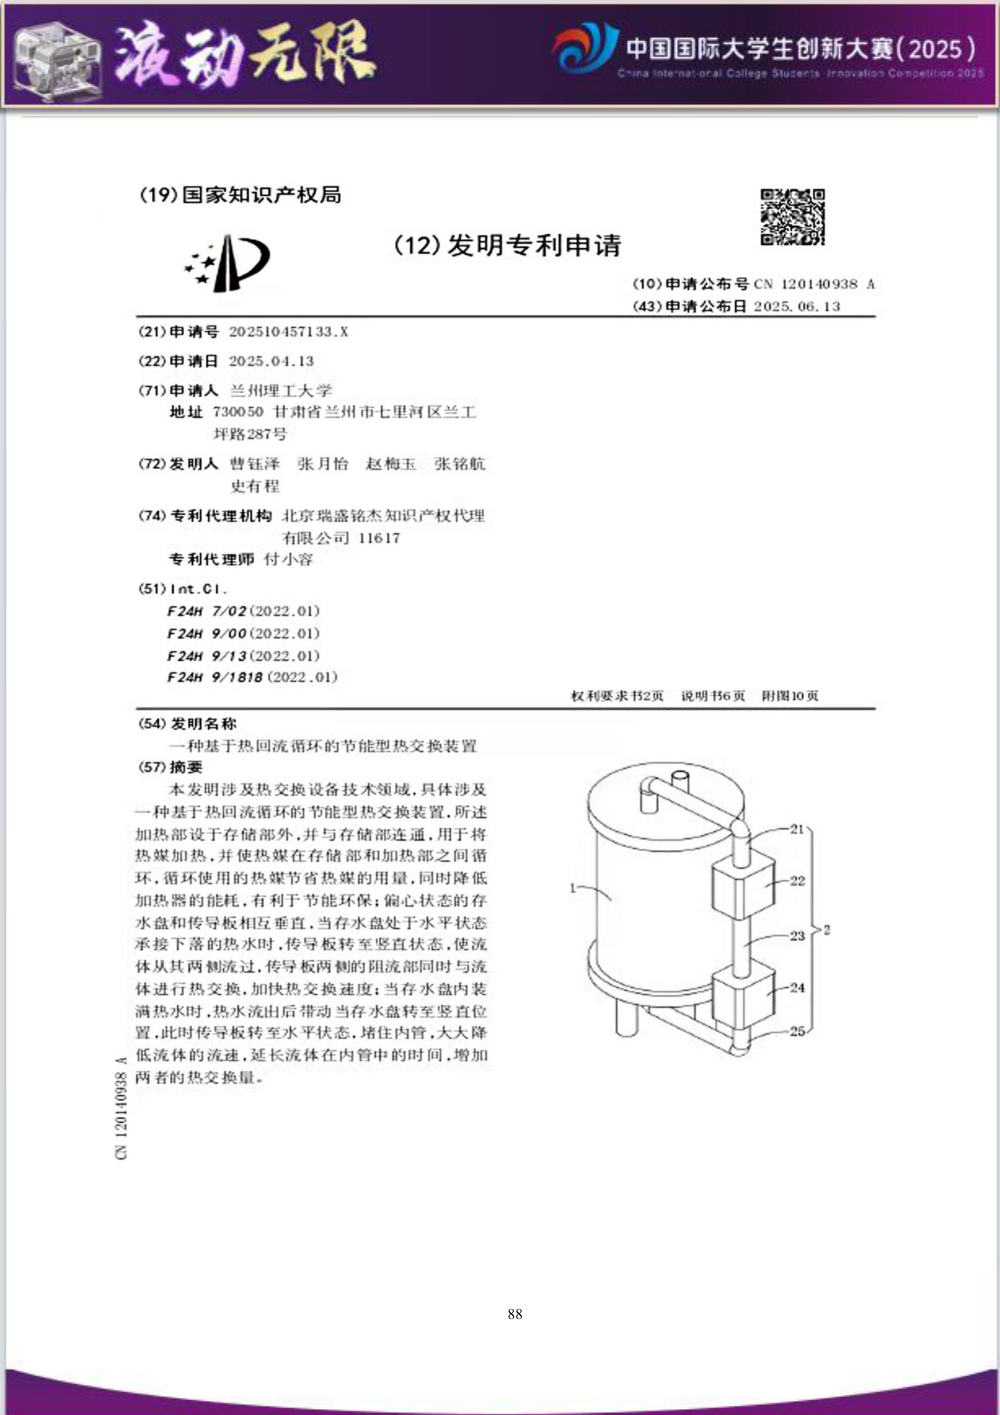 液动无限
中国国际大学生创新大赛(2025)
China International College Students' Innovation Competition 2025
(19)国家知识产权局
(12)发明专利申请
(10)申请公布号 CN 120140938 A
(43)申请公布日 2025.06.13
(21)申请号 202510457133.X
(22)申请日 2025.04.13
(71)申请人 兰州理工大学
地址 730050 甘肃省兰州市七里河区兰工
坪路287号
(72)发明人 曹钰泽 张月怡 赵梅玉 张铭航
史有程
(74)专利代理机构 北京瑞盛铭杰知识产权代理
有限公司 11617
专利代理师 付小容
(51)Int.Cl.
F24H 7/02(2022.01)
F24H 9/00(2022.01)
F24H 9/13(2022.01)
F24H 9/1818(2022.01)
权利要求书2页 说明书6页 附图10页
(54)发明名称
一种基于热回流循环的节能型热交换装置
(57)摘要
本发明涉及热交换设备技术领域,具体涉及
一种基于热回流循环的节能型热交换装置,所述
加热部设于存储部外,并与存储部连通,用于将
热媒加热,并使热媒在存储部和加热部之间循
环,循环使用的热媒节省热媒的用量,同时降低
加热器的能耗,有利于节能环保;偏心状态的存
水盘和传导板相互垂直,当存水盘处于水平状态
承接下落的热水时,传导板转至竖直状态,使流
体从其两侧流过,传导板两侧的阻流部同时与流
体进行热交换,加快热交换速度;当存水盘内装
满热水时,热水流出后带动当存水盘转至竖直位
置,此时传导板转至水平状态,堵住内管,大大降
低流体的流速,延长流体在内管中的时间,增加
两者的热交换量。
1
21
22
23
2
24
25
CN 120140938 A
88